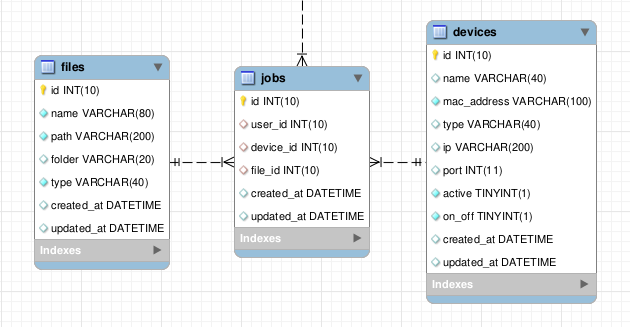 files
id INT(10)
name VARCHAR(80)
path VARCHAR(200)
folder VARCHAR(20)
type VARCHAR(40)
created_at DATETIME
updated_at DATETIME
Indexes
jobs
id INT(10)
user_id INT(10)
device_id INT(10)
file_id INT(10)
created_at DATETIME
updated_at DATETIME
Indexes
devices
id INT(10)
name VARCHAR(40)
mac_address VARCHAR(100)
type VARCHAR(40)
ip VARCHAR(200)
port INT(11)
active TINYINT(1)
on_off TINYINT(1)
created_at DATETIME
updated_at DATETIME
Indexes